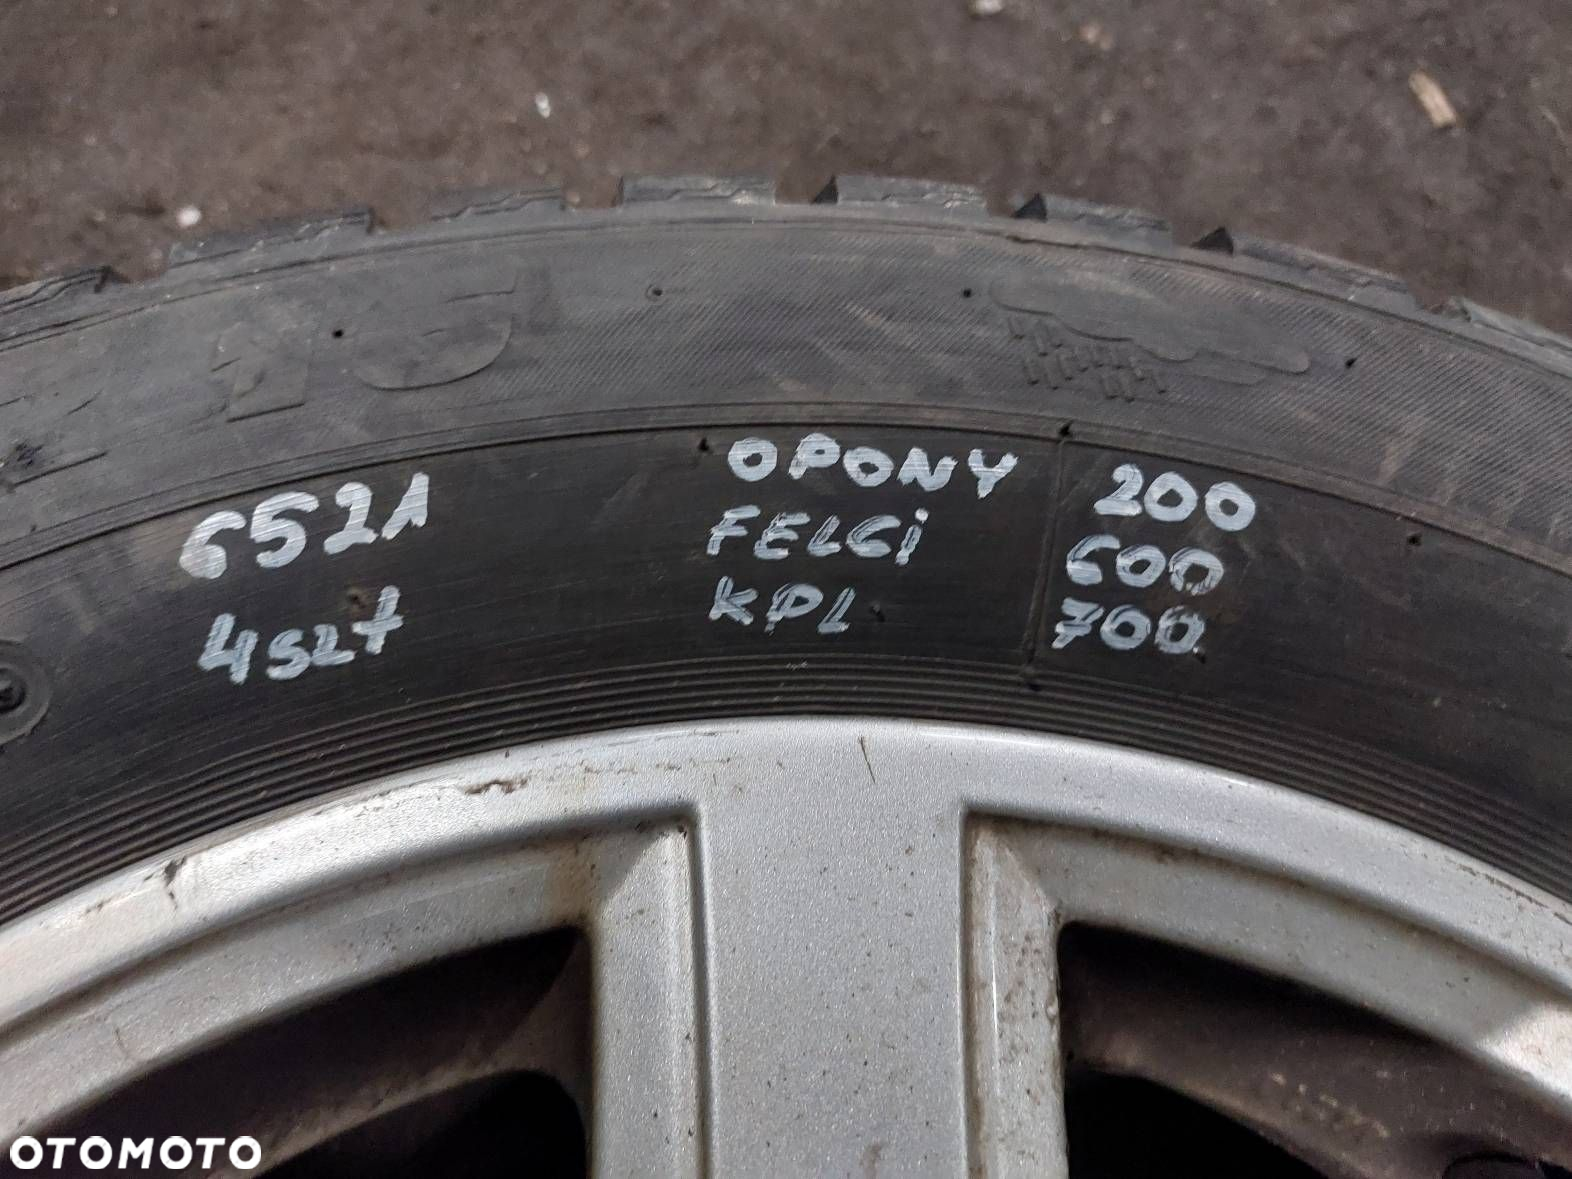 6521
4szt
OPONY 200
FELGi 600
KPL 700
OTOMOTO